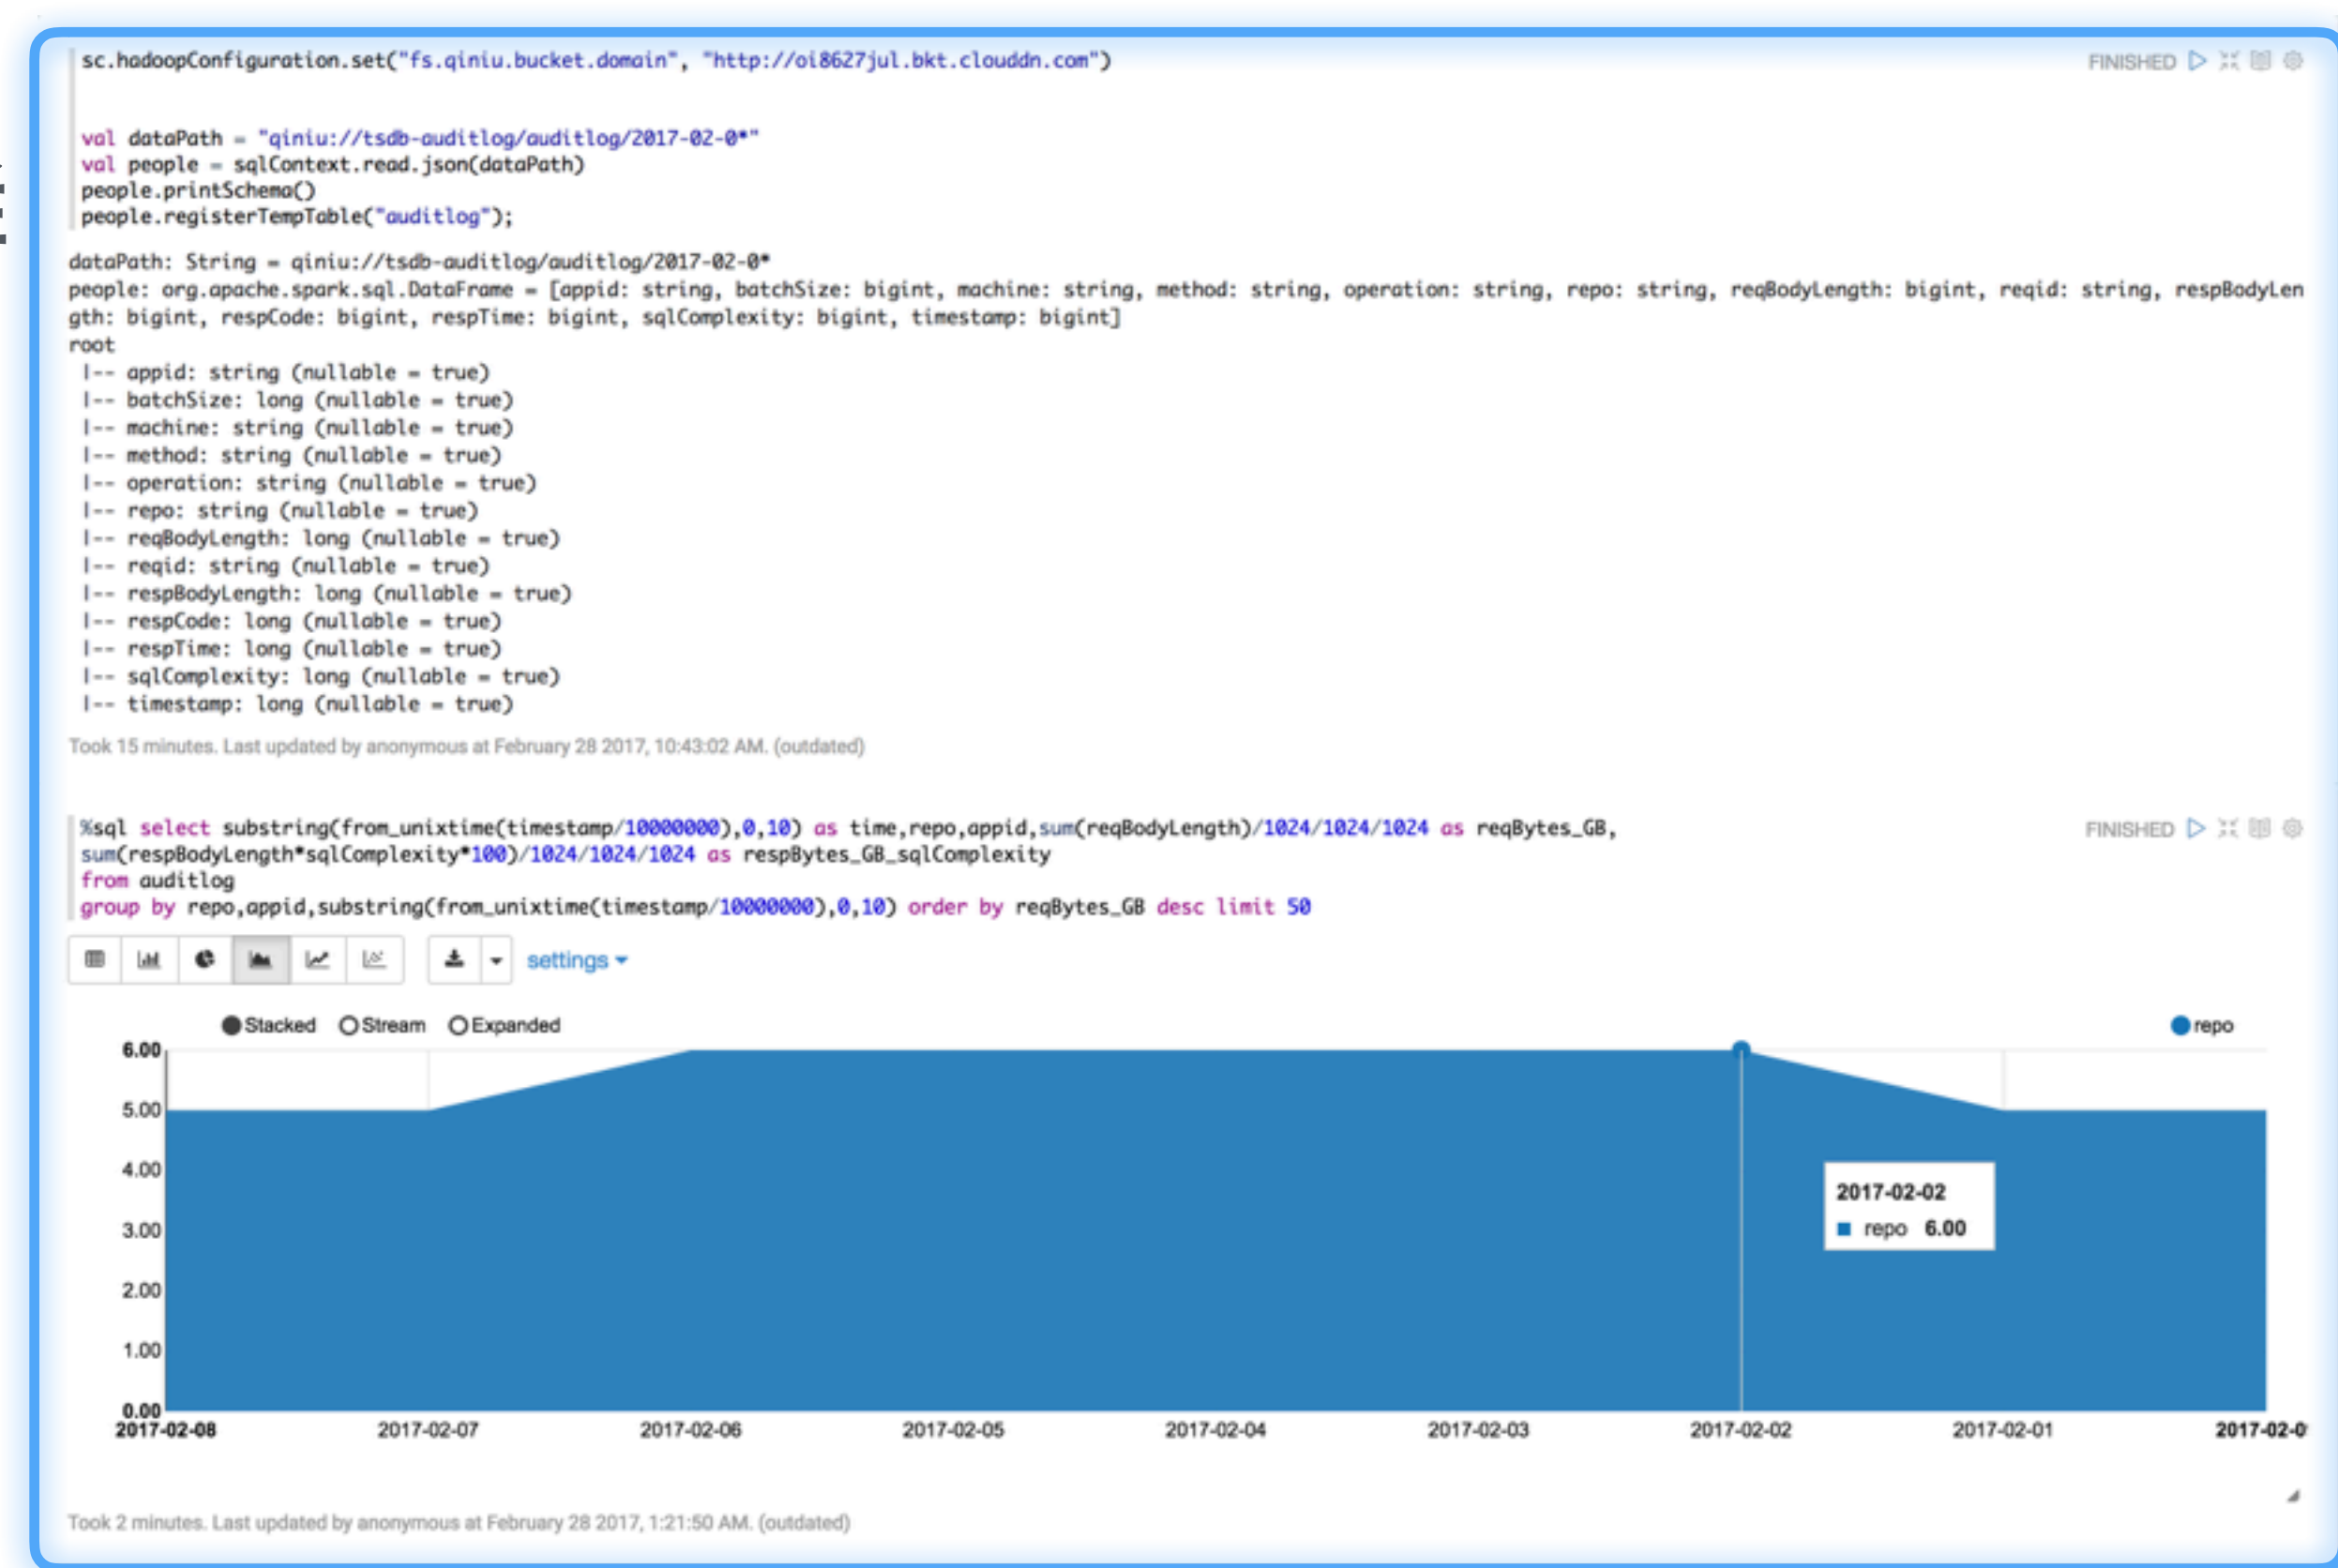 sc.hadoopConfiguration.set("fs.qiniu.bucket.domain", "http://oi8627jul.bkt.clouddn.com")
FINISHED
val dataPath = "qiniu://tsdb-auditlog/auditlog/2017-02-0*"
val people = sqlContext.read.json(dataPath)
people.printSchema()
people.registerTempTable("auditlog");
dataPath: String = qiniu://tsdb-auditlog/auditlog/2017-02-0*
people: org.apache.spark.sql.DataFrame = [appid: string, batchSize: bigint, machine: string, method: string, operation: string, repo: string, reqBodyLength: bigint, reqid: string, respBodyLen
gth: bigint, respCode: bigint, respTime: bigint, sqlComplexity: bigint, timestamp: bigint]
root
|-- appid: string (nullable = true)
|-- batchSize: long (nullable = true)
|-- machine: string (nullable = true)
|-- method: string (nullable = true)
|-- operation: string (nullable = true)
|-- repo: string (nullable = true)
|-- reqBodyLength: long (nullable = true)
|-- reqid: string (nullable = true)
|-- respBodyLength: long (nullable = true)
|-- respCode: long (nullable = true)
|-- respTime: long (nullable = true)
|-- sqlComplexity: long (nullable = true)
|-- timestamp: long (nullable = true)
Took 15 minutes. Last updated by anonymous at February 28 2017, 10:43:02 AM. (outdated)
%sql select substring(from_unixtime(timestamp/10000000),0,10) as time,repo,appid,sum(reqBodyLength)/1024/1024/1024 as reqBytes_GB,
FINISHED
sum(respBodyLength*sqlComplexity*100)/1024/1024/1024 as respBytes_GB_sqlComplexity
from auditlog
group by repo,appid,substring(from_unixtime(timestamp/10000000),0,10) order by reqBytes_GB desc limit 50
settings
Stacked Stream Expanded
repo
6.00
5.00
4.00
3.00
2.00
1.00
0.00
2017-02-02
repo 6.00
2017-02-08 2017-02-07 2017-02-06 2017-02-05 2017-02-04 2017-02-03 2017-02-02 2017-02-01 2017-02-0
Took 2 minutes. Last updated by anonymous at February 28 2017, 1:21:50 AM. (outdated)